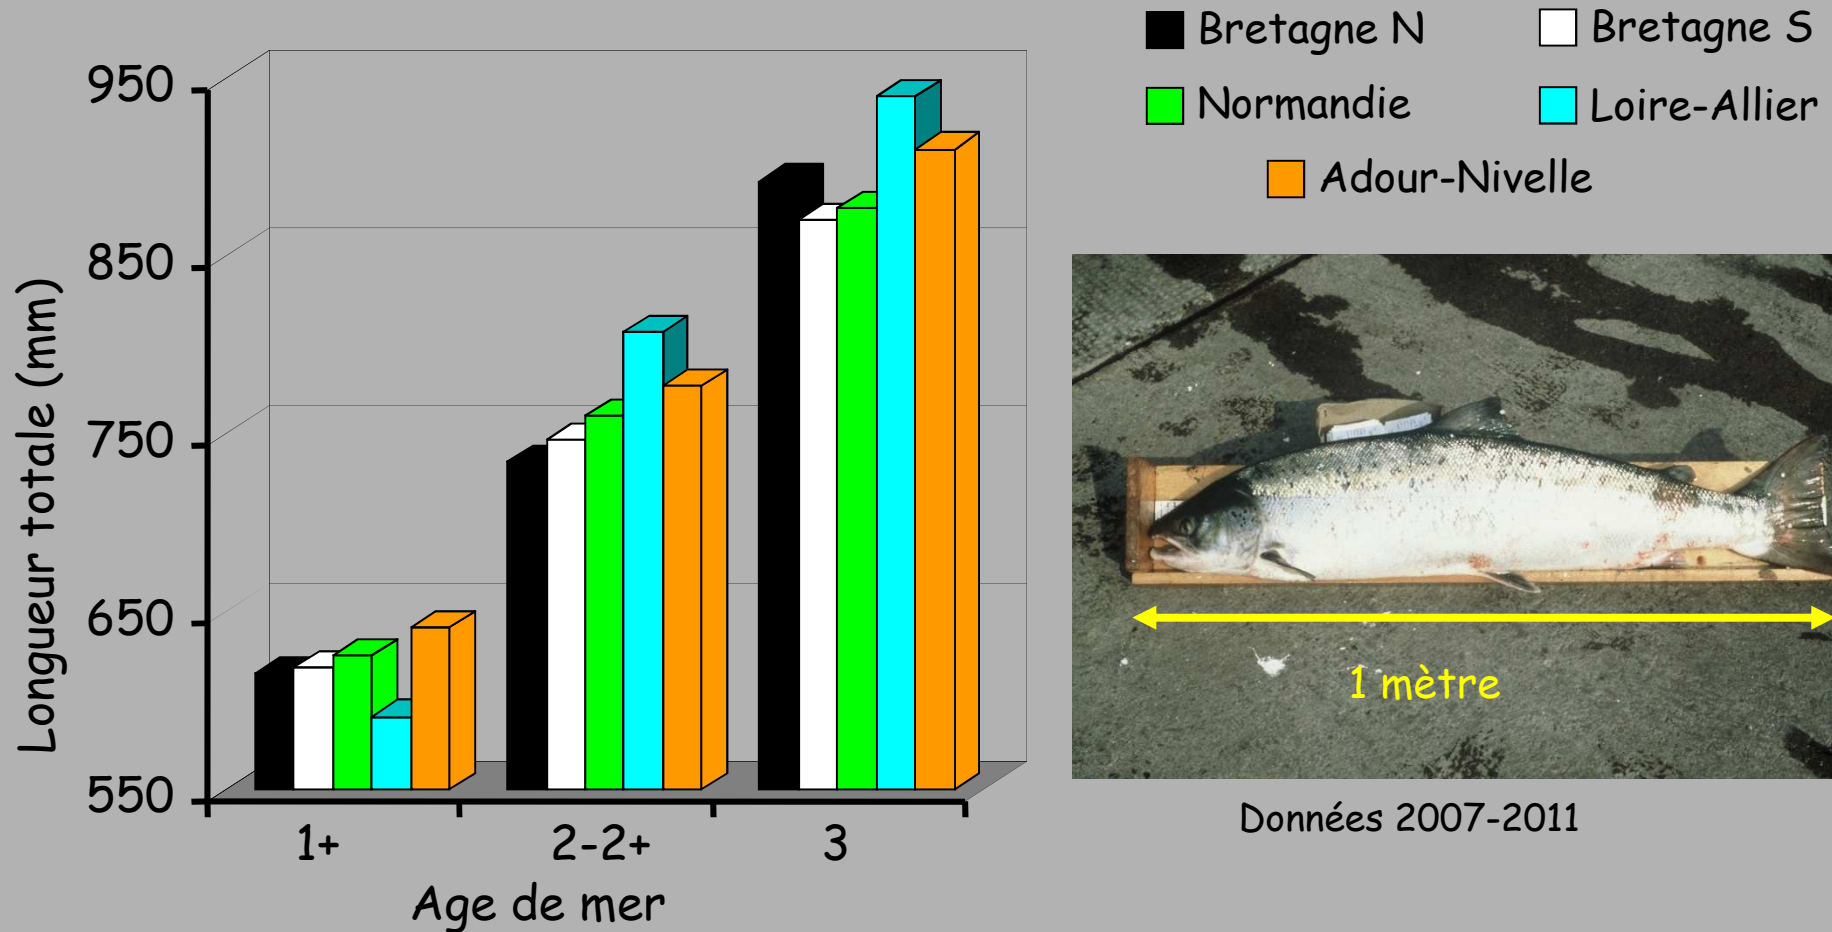 Bretagne N
Bretagne S
Normandie
Loire-Allier
Adour-Nivelle
Longueur totale (mm)
950
850
750
650
550
1+
2-2+
3
Age de mer
1 mètre
Données 2007-2011